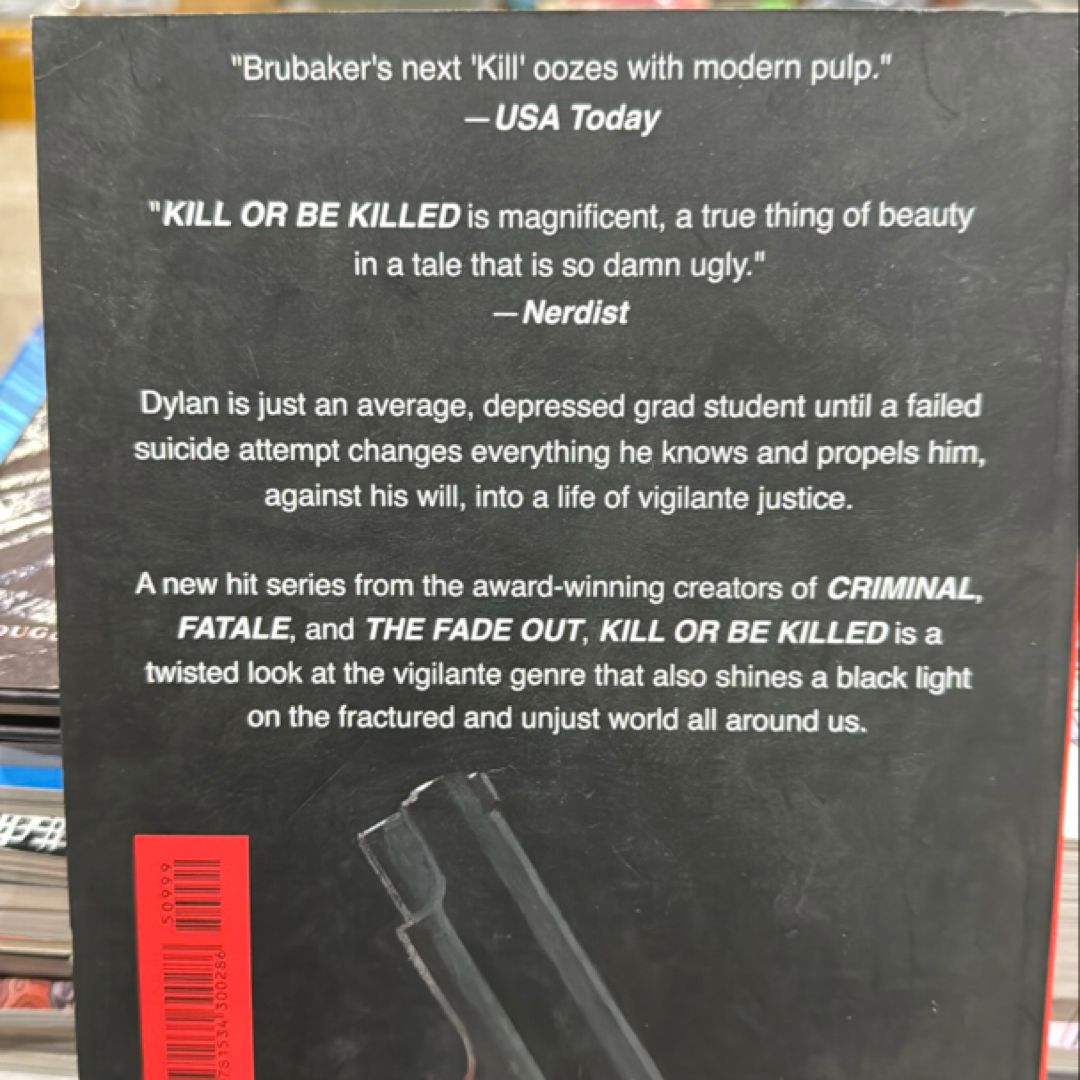 "Brubaker's next 'Kill' oozes with modern pulp."
—USA Today
"KILL OR BE KILLED is magnificent, a true thing of beauty
in a tale that is so damn ugly."
—Nerdist
Dylan is just an average, depressed grad student until a failed
suicide attempt changes everything he knows and propels him,
against his will, into a life of vigilante justice.
A new hit series from the award-winning creators of CRIMINAL,
FATALE, and THE FADE OUT, KILL OR BE KILLED is a
twisted look at the vigilante genre that also shines a black light
on the fractured and unjust world all around us.
50999
781534300286